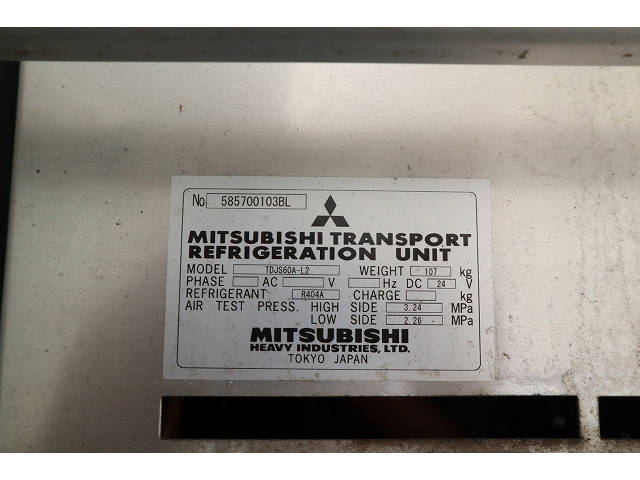 No 585700103BL
MITSUBISHI TRANSPORT
REFRIGERATION UNIT
MODEL TDJS60A-L2 WEIGHT 107 kg
PHASE AC V Hz DC 24 V
REFRIGERANT R404A CHARGE kg
AIR TEST PRESS. HIGH SIDE 3.24 MPa
LOW SIDE 2.26 MPa
MITSUBISHI
HEAVY INDUSTRIES, LTD.
TOKYO JAPAN